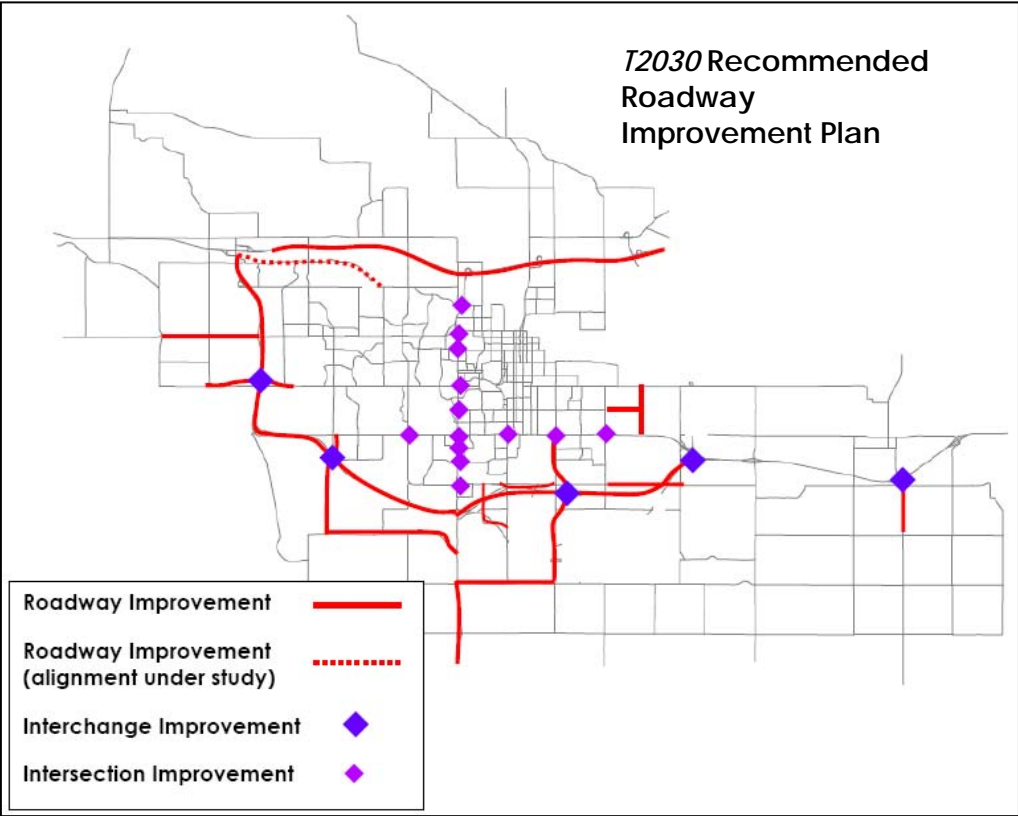 T2030 Recommended
Roadway
Improvement Plan
Roadway Improvement
Roadway Improvement
(alignment under study)
Interchange Improvement
Intersection Improvement